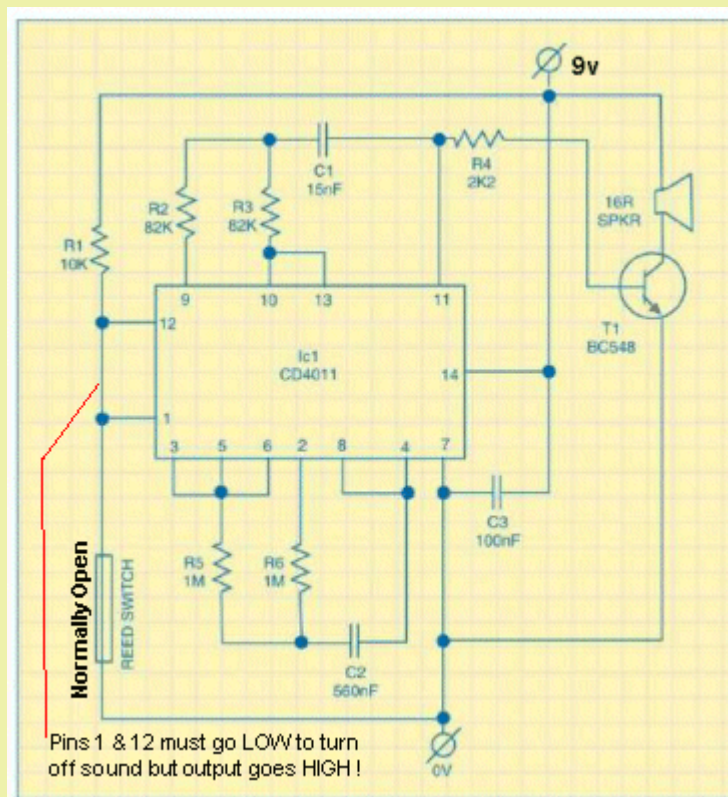 9v
C1
15nF
R4
2K2
R2
82K
R3
82K
16R
SPKR
R1
10K
9
10
13
11
12
T1
BC548
Ic1
CD4011
14
1
3
5
6
2
8
4
7
C3
100nF
R5
1M
R6
1M
Normally Open
REED SWITCH
C2
560nF
Pins 1 & 12 must go LOW to turn
off sound but output goes HIGH !
0V